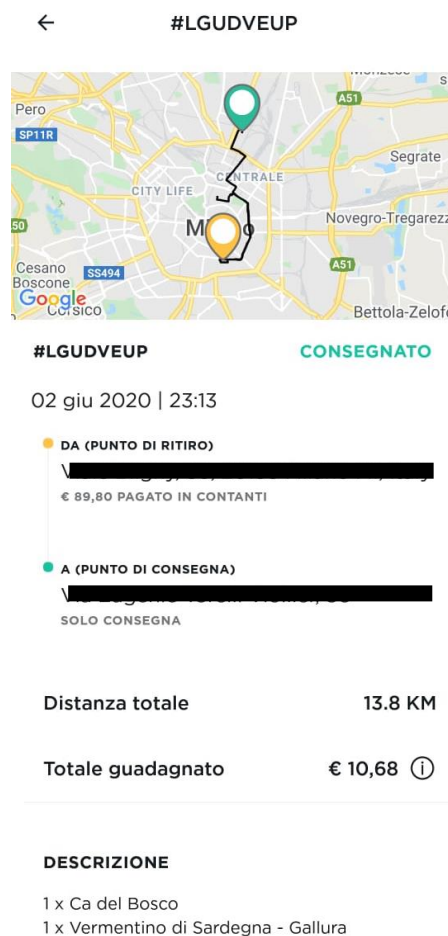 #LGUDVEUP
A51
Pero
SP11R
Segrate
CENTRALE
CITY LIFE
Novegro-Tregarezz
50
A51
Cesano
Boscone
SS494
Google
Corsico
Bettola-Zelofo
#LGUDVEUP
CONSEGNATO
02 giu 2020 | 23:13
DA (PUNTO DI RITIRO)
€ 89,80 PAGATO IN CONTANTI
A (PUNTO DI CONSEGNA)
SOLO CONSEGNA
Distanza totale
13.8 KM
Totale guadagnato
€ 10,68
DESCRIZIONE
1 x Ca del Bosco
1 x Vermentino di Sardegna - Gallura